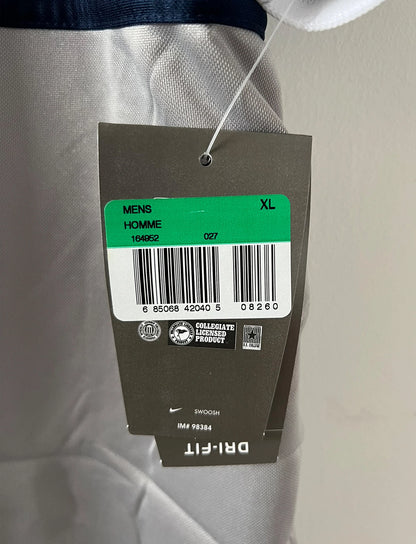 MENS XL
HOMME
164952 027
6 85068 42040 5 08260
COLLEGIATE
LICENSED
PRODUCT
SWOOSH
IM# 98384
DRI-FIT